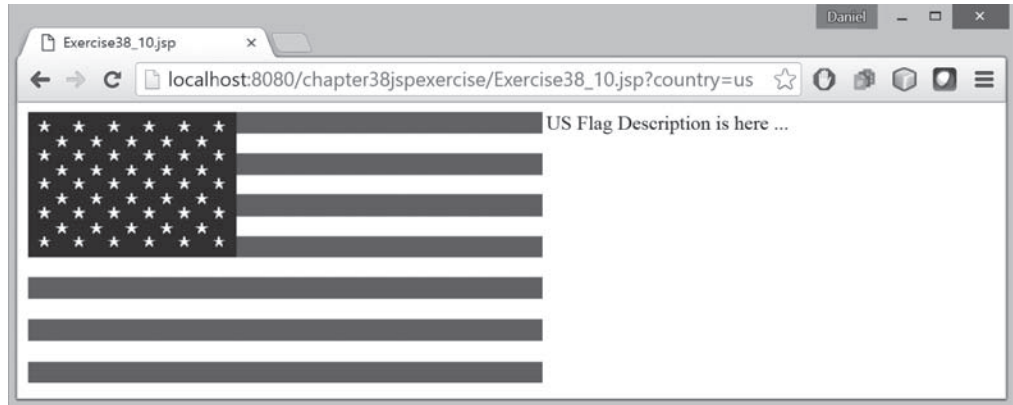 Daniel
Exercise38_10.jsp
localhost:8080/chapter38jspexercise/Exercise38_10.jsp?country=us
US Flag Description is here ...